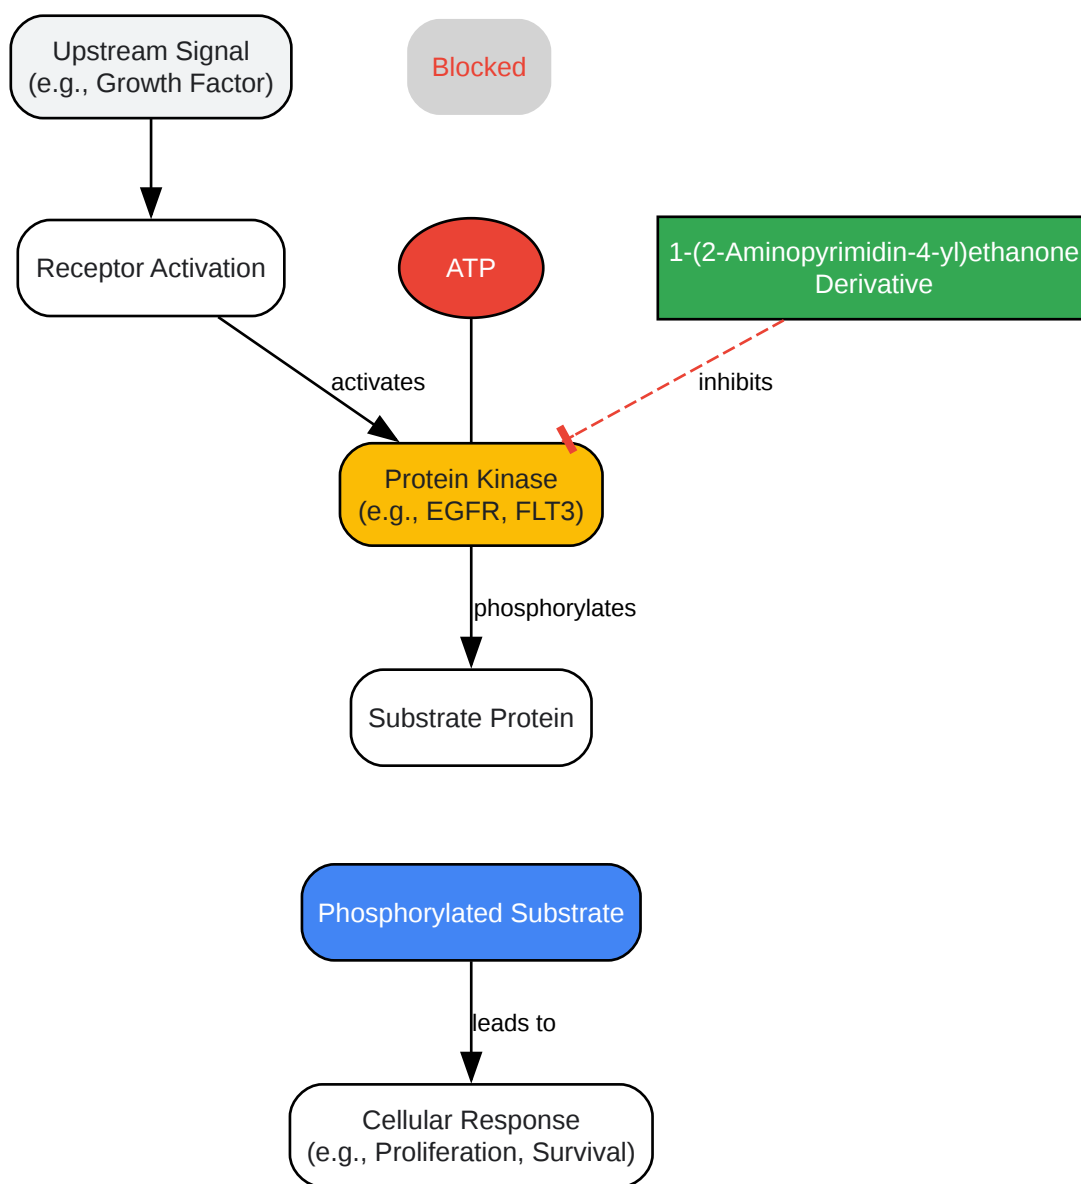 Upstream Signal
(e.g., Growth Factor)
Blocked
Receptor Activation
ATP
1-(2-Aminopyrimidin-4-yl)ethanone
Derivative
activates
inhibits
Protein Kinase
(e.g., EGFR, FLT3)
phosphorylates
Substrate Protein
Phosphorylated Substrate
leads to
Cellular Response
(e.g., Proliferation, Survival)